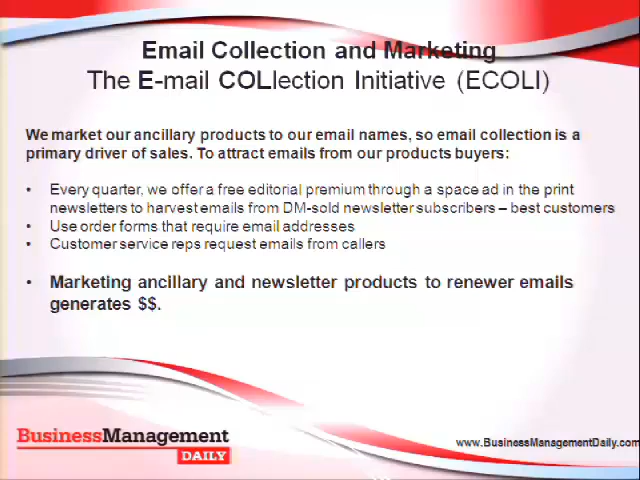 Email Collection and Marketing
The E-mail COLlection Initiative (ECOLI)
We market our ancillary products to our email names, so email collection is a
primary driver of sales. To attract emails from our products buyers:
• Every quarter, we offer a free editorial premium through a space ad in the print
newsletters to harvest emails from DM-sold newsletter subscribers – best customers
• Use order forms that require email addresses
• Customer service reps request emails from callers
• Marketing ancillary and newsletter products to renewer emails
generates $$.
BusinessManagement
DAILY
www.BusinessManagementDaily.com